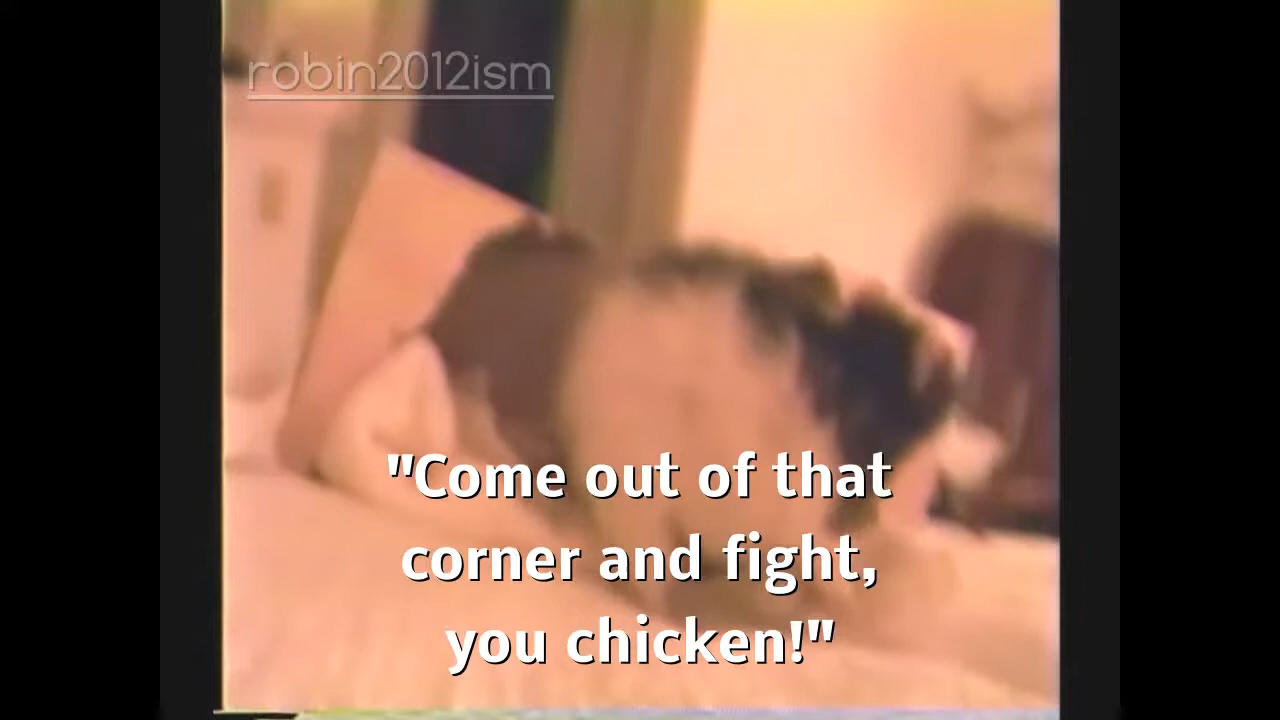 robin2012ism
"Come out of that
corner and fight,
you chicken!"